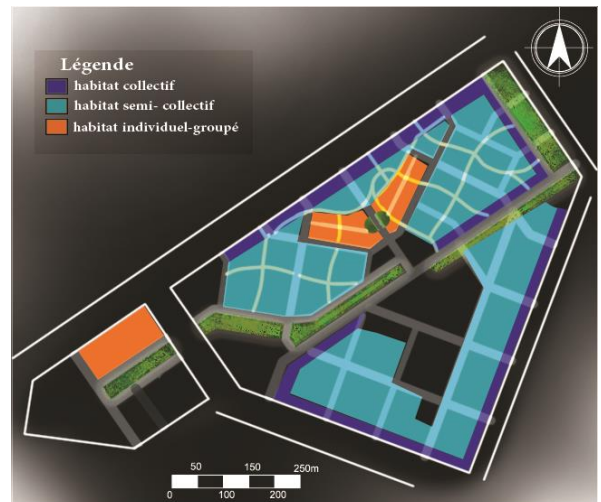 Légende
habitat collectif
habitat semi- collectif
habitat individuel-groupé
50 150 250m
0 100 200